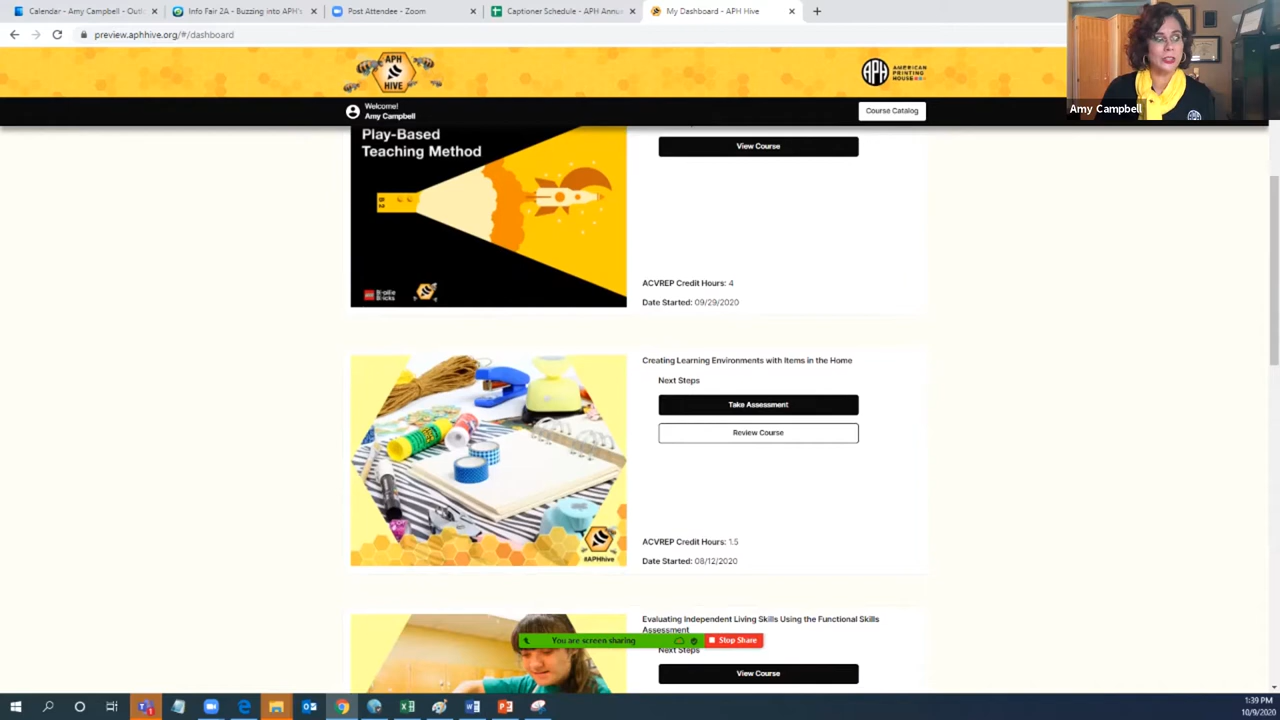 Calendar - Amy Campbell - Out
Info Fair 2A - Buzzing into APH's
Post Attendee - Zoom
Captioner Schedule - APH Annu
My Dashboard - APH Hive
preview.aphhive.org/#/dashboard
APH
HIVE
APH
AMERICAN
PRINTING
HOUSE
Amy Campbell
Welcome!
Amy Campbell
Course Catalog
Play-Based
Teaching Method
View Course
ACVREP Credit Hours: 4
Date Started: 09/29/2020
Creating Learning Environments with Items in the Home
Next Steps
Take Assessment
Review Course
#APHhive
ACVREP Credit Hours: 1.5
Date Started: 08/12/2020
Evaluating Independent Living Skills Using the Functional Skills
Assessment
You are screen sharing
Stop Share
Next Steps
View Course
1:39 PM
10/9/2020